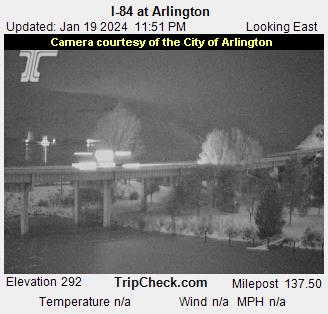 I-84 at Arlington
Updated: Jan 19 2024 11:51 PM Looking East
Camera courtesy of the City of Arlington
Elevation 292 TripCheck.com Milepost 137.50
Temperature n/a Wind n/a MPH n/a